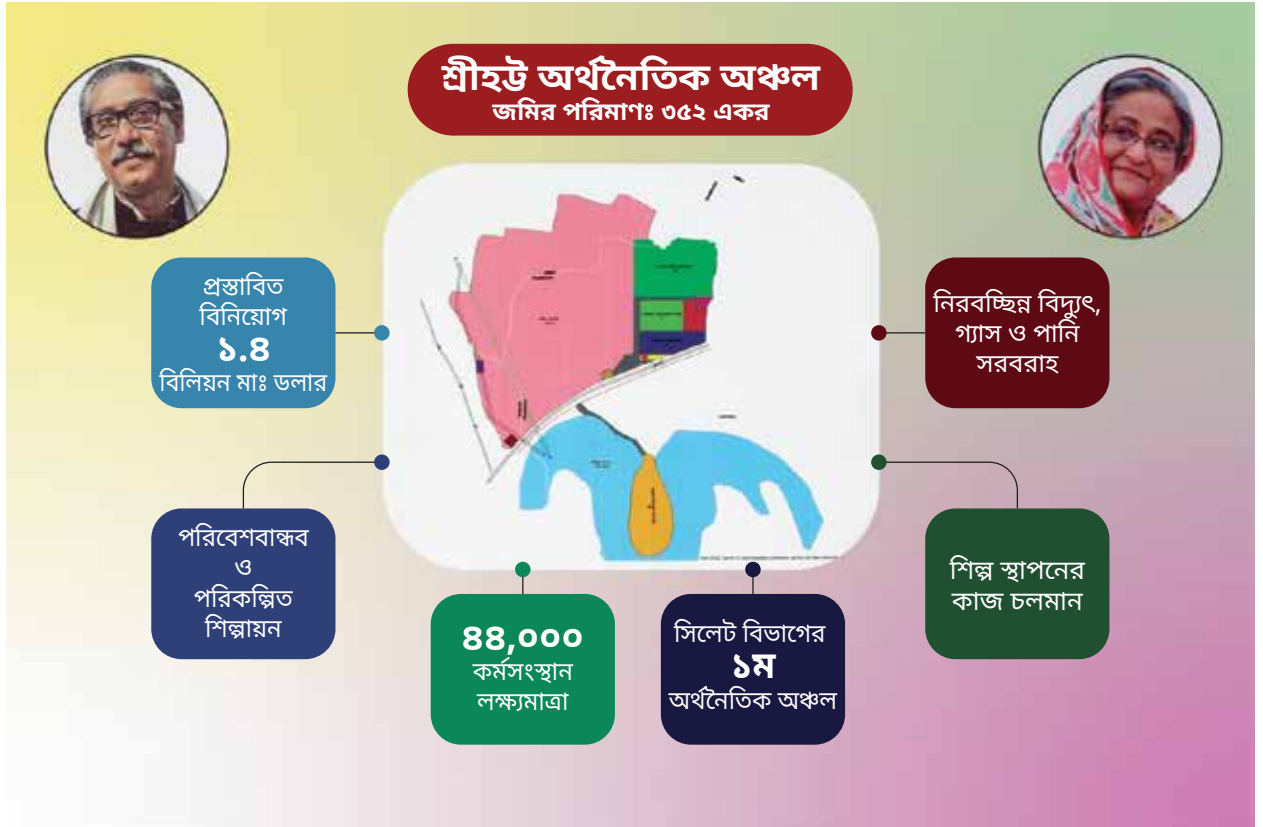 শ্রীহট্ট অর্থনৈতিক অঞ্চল
জমির পরিমাণঃ ৩৫২ একর
প্রস্তাবিত
বিনিয়োগ
১.৪
বিলিয়ন মাঃ ডলার
নিরবচ্ছিন্ন বিদ্যুৎ,
গ্যাস ও পানি
সরবরাহ
পরিবেশবান্ধব
ও
পরিকল্পিত
শিল্পায়ন
৪৪,০০০
কর্মসংস্থান
লক্ষ্যমাত্রা
সিলেট বিভাগের
১ম
অর্থনৈতিক অঞ্চল
শিল্প স্থাপনের
কাজ চলমান